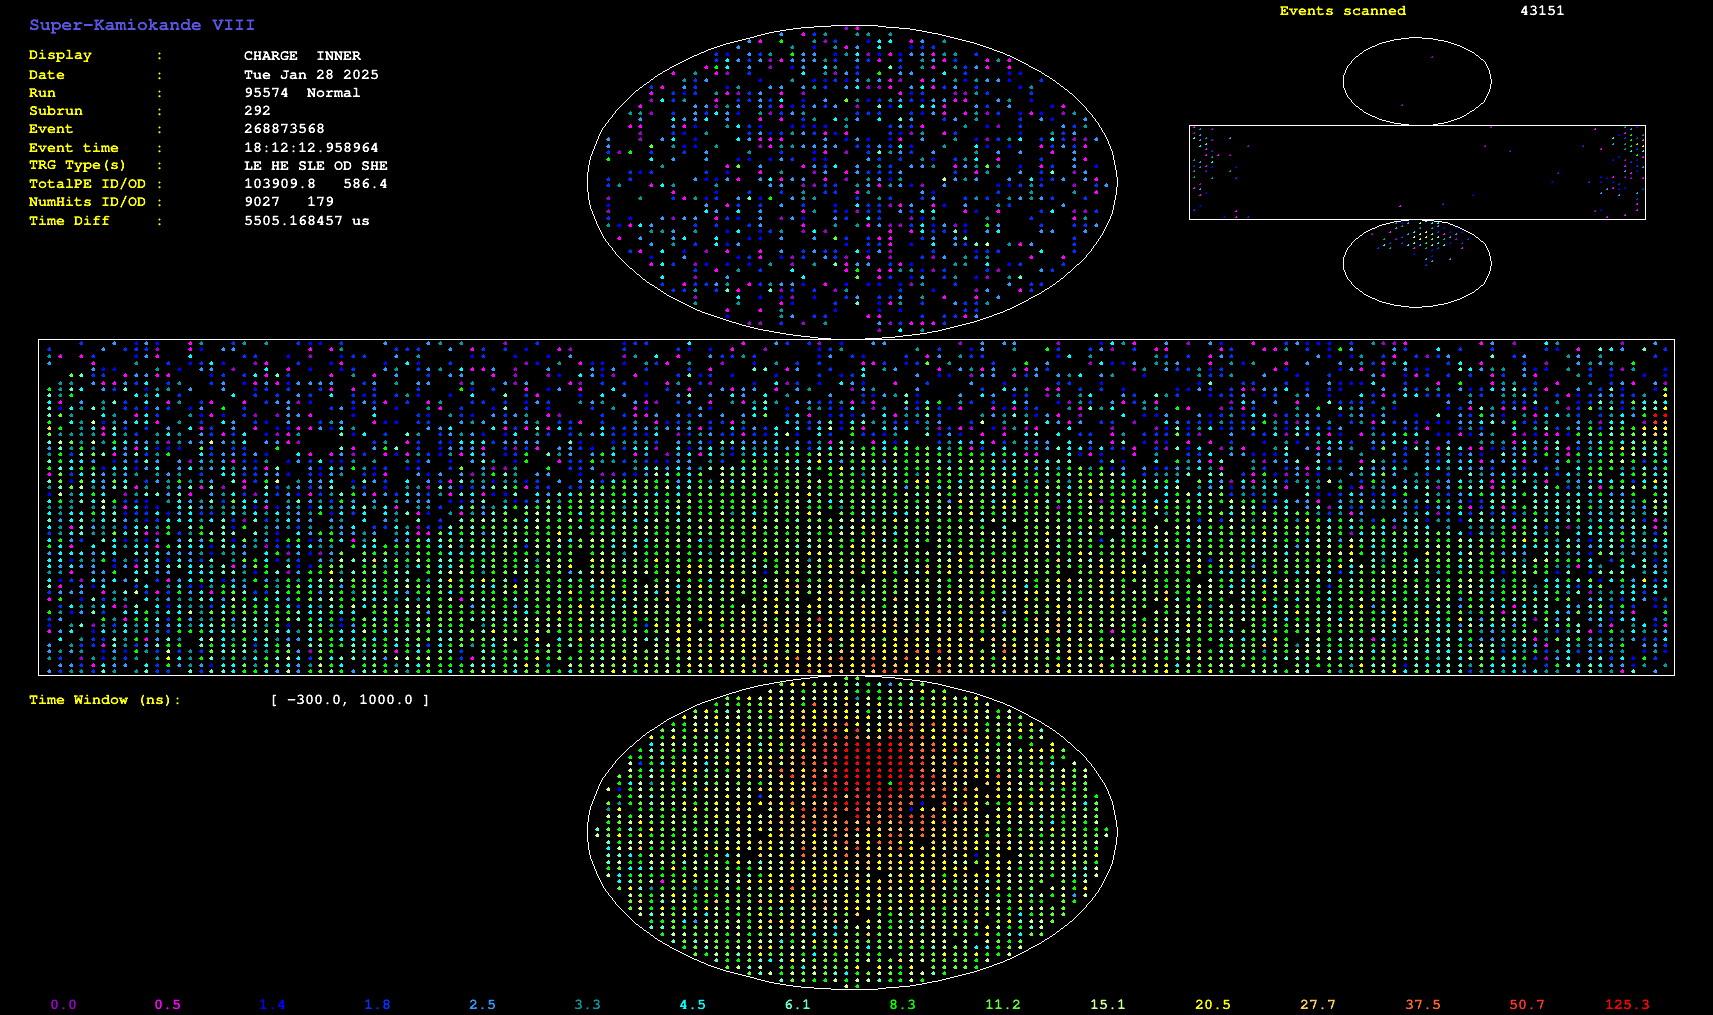 Super-Kamiokande VIII
Events scanned 43151
Display : CHARGE INNER
Date : Tue Jan 28 2025
Run : 95574 Normal
Subrun : 292
Event : 268873568
Event time : 18:12:12.958964
TRG Type(s) : LE HE SLE OD SHE
TotalPE ID/OD : 103909.8 586.4
NumHits ID/OD : 9027 179
Time Diff : 5505.168457 us
Time Window (ns): [ -300.0, 1000.0 ]
0.0 0.5 1.4 1.8 2.5 3.3 4.5 6.1 8.3 11.2 15.1 20.5 27.7 37.5 50.7 125.3